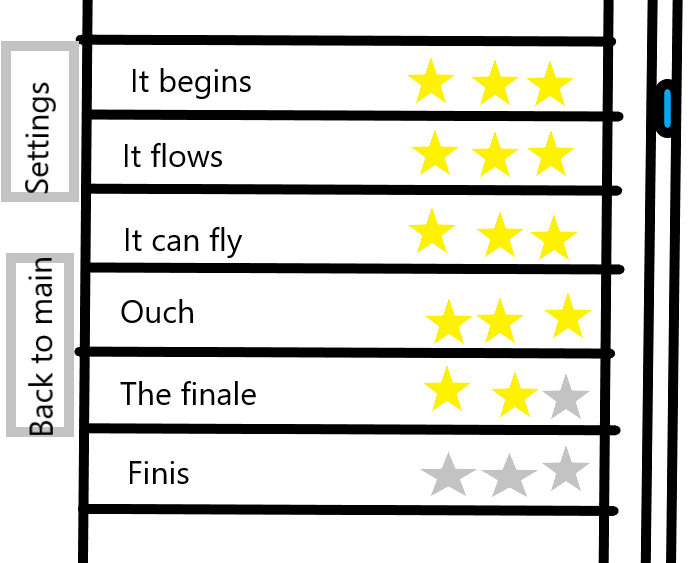 Settings
Back to main
It begins
It flows
It can fly
Ouch
The finale
Finis